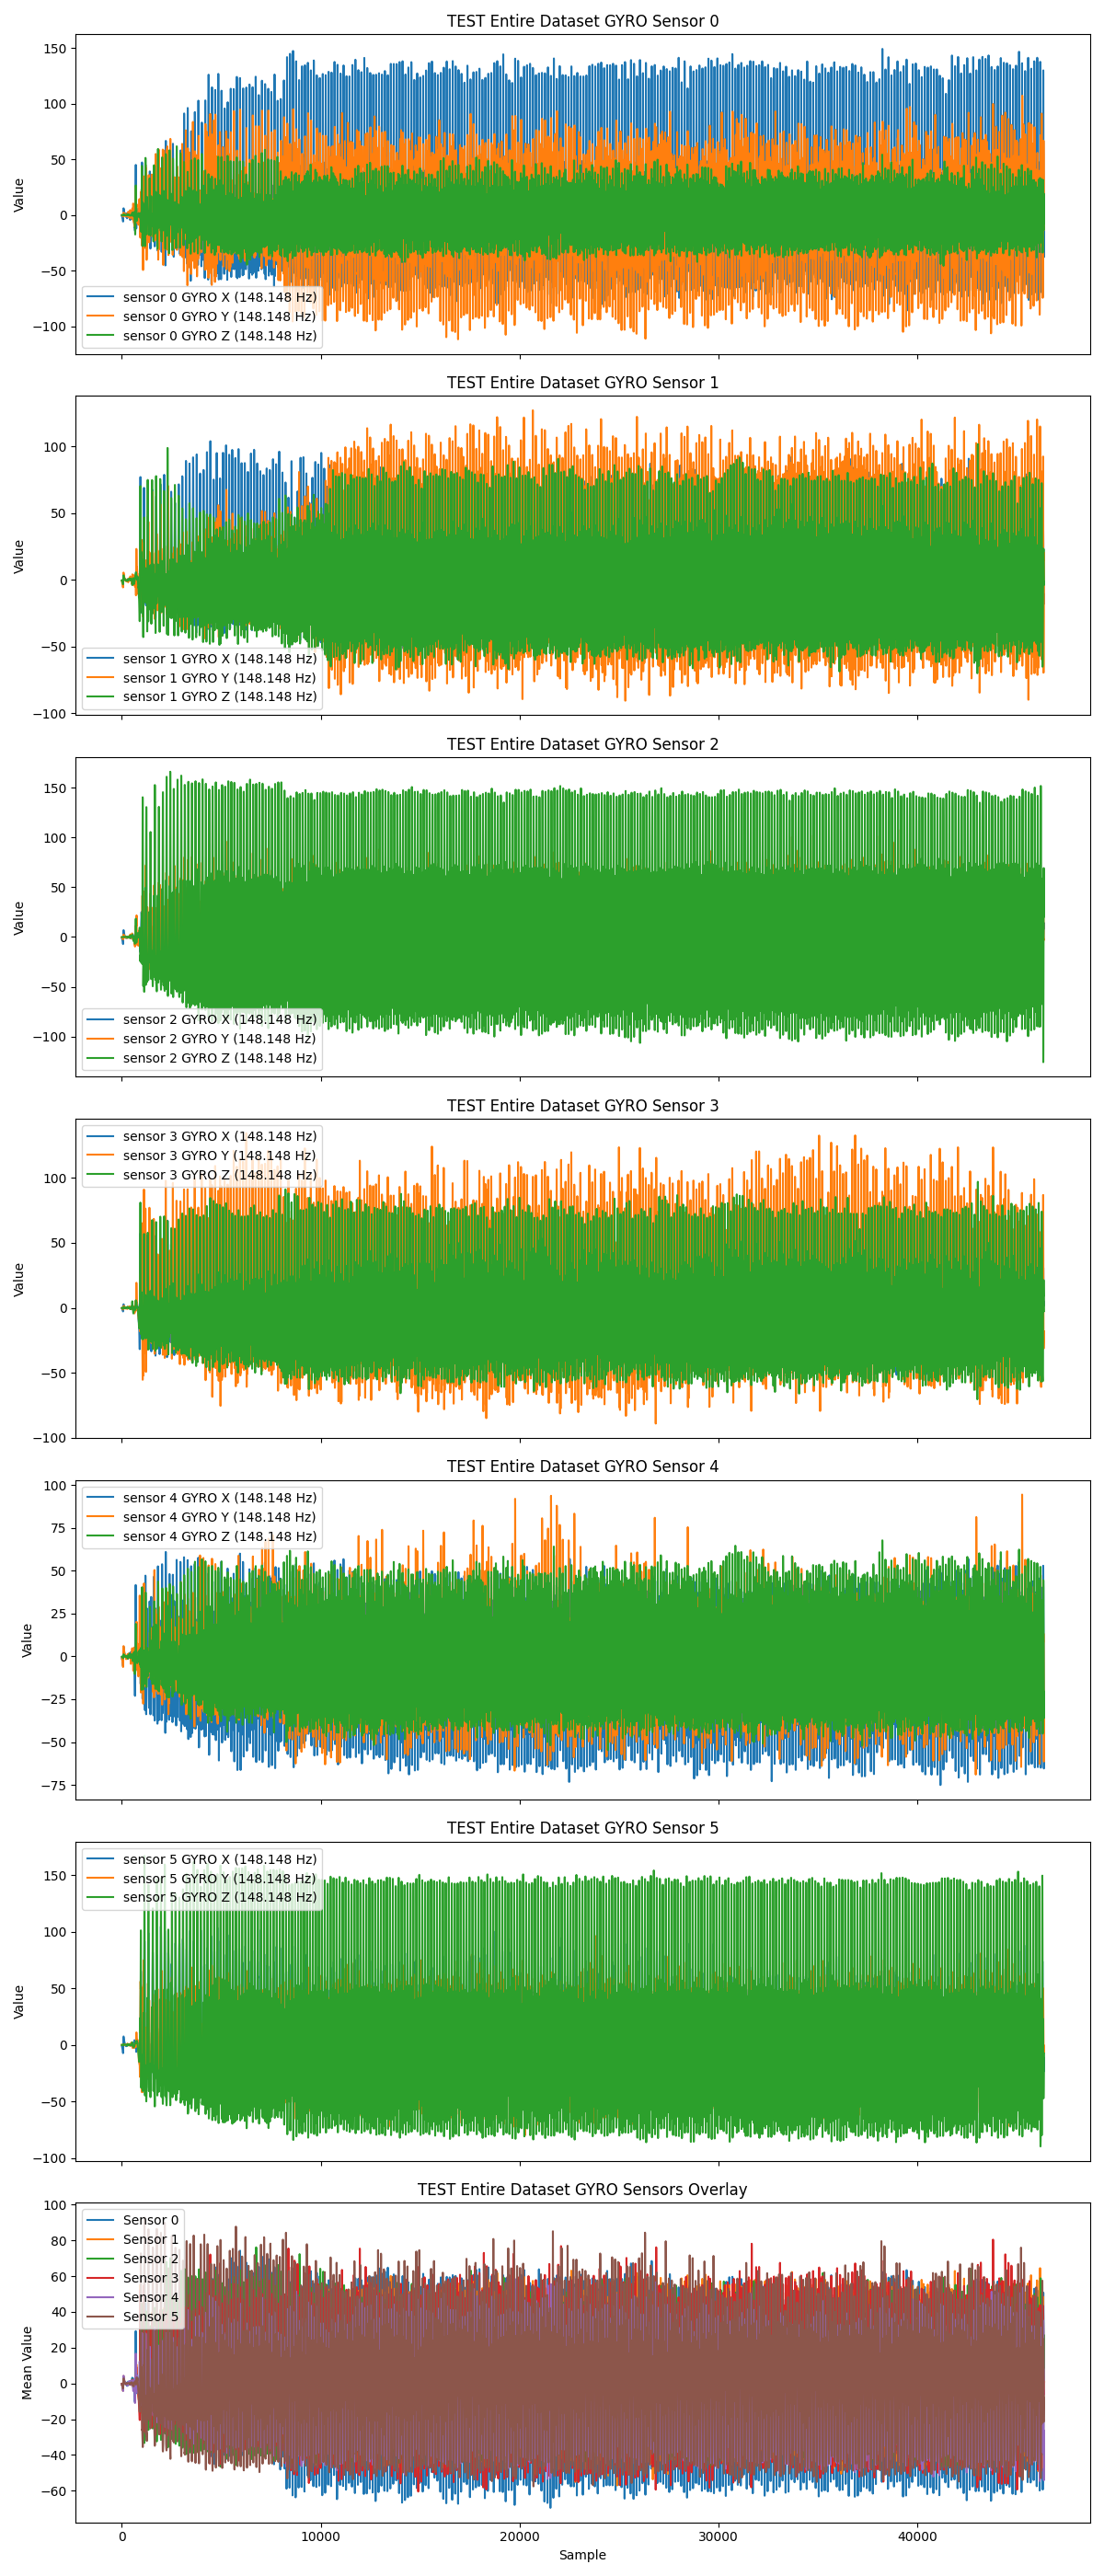 TEST Entire Dataset GYRO Sensor 0
150
100
50
0
−50
−100
Value
sensor 0 GYRO X (148.148 Hz)
sensor 0 GYRO Y (148.148 Hz)
sensor 0 GYRO Z (148.148 Hz)
TEST Entire Dataset GYRO Sensor 1
100
50
0
−50
−100
Value
sensor 1 GYRO X (148.148 Hz)
sensor 1 GYRO Y (148.148 Hz)
sensor 1 GYRO Z (148.148 Hz)
TEST Entire Dataset GYRO Sensor 2
150
100
50
0
−50
−100
Value
sensor 2 GYRO X (148.148 Hz)
sensor 2 GYRO Y (148.148 Hz)
sensor 2 GYRO Z (148.148 Hz)
TEST Entire Dataset GYRO Sensor 3
sensor 3 GYRO X (148.148 Hz)
sensor 3 GYRO Y (148.148 Hz)
sensor 3 GYRO Z (148.148 Hz)
100
50
0
−50
−100
Value
TEST Entire Dataset GYRO Sensor 4
sensor 4 GYRO X (148.148 Hz)
sensor 4 GYRO Y (148.148 Hz)
sensor 4 GYRO Z (148.148 Hz)
100
75
50
25
0
−25
−50
−75
Value
TEST Entire Dataset GYRO Sensor 5
sensor 5 GYRO X (148.148 Hz)
sensor 5 GYRO Y (148.148 Hz)
sensor 5 GYRO Z (148.148 Hz)
150
100
50
0
−50
−100
Value
TEST Entire Dataset GYRO Sensors Overlay
Sensor 0
Sensor 1
Sensor 2
Sensor 3
Sensor 4
Sensor 5
100
80
60
40
20
0
−20
−40
−60
Mean Value
0
10000
20000
30000
40000
Sample